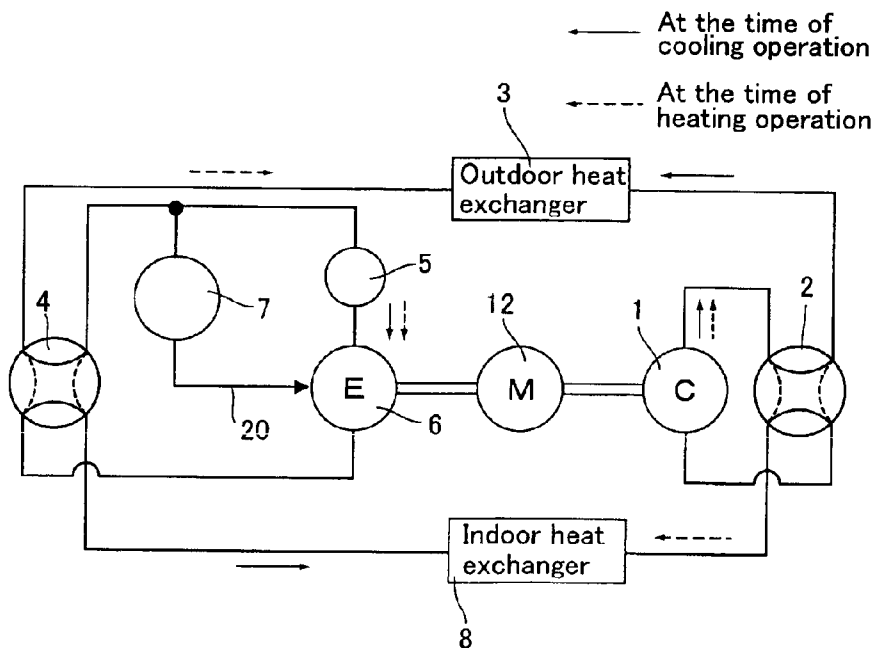 At the time of
cooling operation
At the time of
heating operation
3
Outdoor heat
exchanger
5
4
7
12
1
2
E
M
C
20
6
Indoor heat
exchanger
8